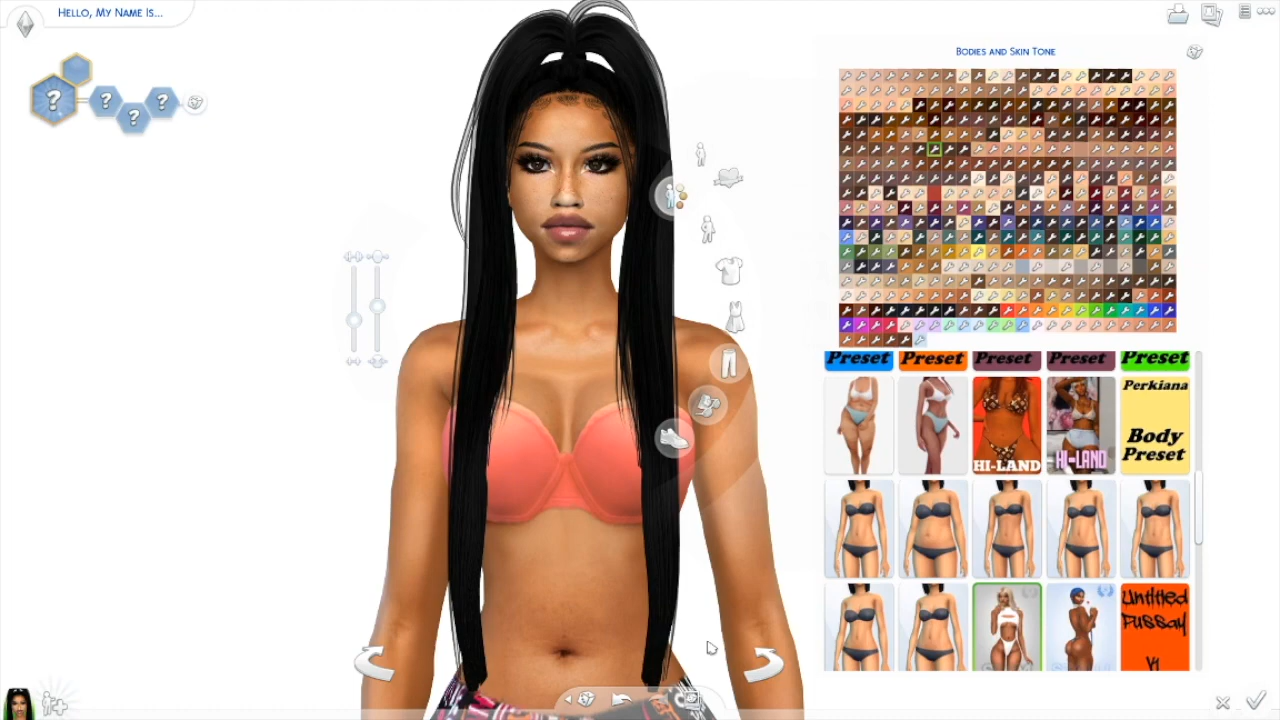 Hello, My Name Is...
Bodies and Skin Tone
? ? ? ?
Preset Preset Preset Preset Preset
Perkiana
Body
Preset
HI-LAND
HI-LAND
Untitled
Pussay
V1